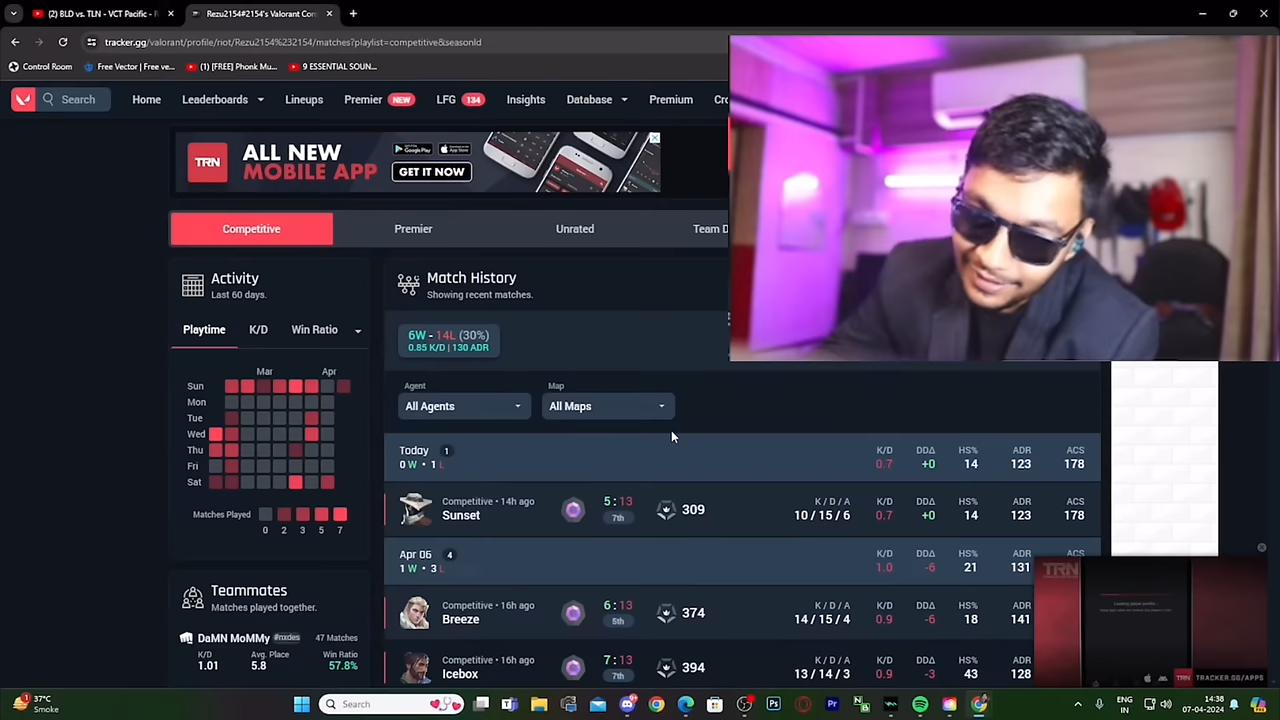 (2) BLD vs. TLN - VCT Pacific -
Rezu2154#2154's Valorant Con
tracker.gg/valorant/profile/riot/Rezu2154%232154/matches?playlist=competitive&seasonId
Control Room
Free Vector | Free ve...
(1) [FREE] Phonk Mu...
9 ESSENTIAL SOUN...
Search
Home
Leaderboards
Lineups
Premier NEW
LFG 134
Insights
Database
Premium
TRN
ALL NEW
MOBILE APP
Google Play
App Store
GET IT NOW
Competitive
Premier
Unrated
Team D
Activity
Last 60 days.
Playtime
K/D
Win Ratio
Mar
Apr
Sun
Mon
Tue
Wed
Thu
Fri
Sat
Matches Played
0
2
3
5
7
Teammates
Matches played together.
DaMN MoMMy #nxdes
47 Matches
K/D
Avg. Place
Win Ratio
1.01
5.8
57.8%
Match History
Showing recent matches.
6W - 14L (30%)
0.85 K/D | 130 ADR
Agent
Map
All Agents
All Maps
Today 1
0 W • 1 L
K/D
DDΔ
HS%
ADR
ACS
0.7
+0
14
123
178
Competitive • 14h ago
Sunset
5 : 13
7th
309
K / D / A
10 / 15 / 6
K/D
DDΔ
HS%
ADR
ACS
0.7
+0
14
123
178
Apr 06 4
1 W • 3 L
K/D
DDΔ
HS%
ADR
1.0
-6
21
131
Competitive • 16h ago
Breeze
6 : 13
5th
374
K / D / A
14 / 15 / 4
K/D
DDΔ
HS%
ADR
0.9
-6
18
141
Competitive • 16h ago
Icebox
7 : 13
7th
394
K / D / A
13 / 14 / 3
K/D
DDΔ
HS%
ADR
0.9
-3
43
128
TRN
TRN
TRACKER.GG/APPS
37°C
Smoke
Search
ENG
IN
14:38
07-04-2024